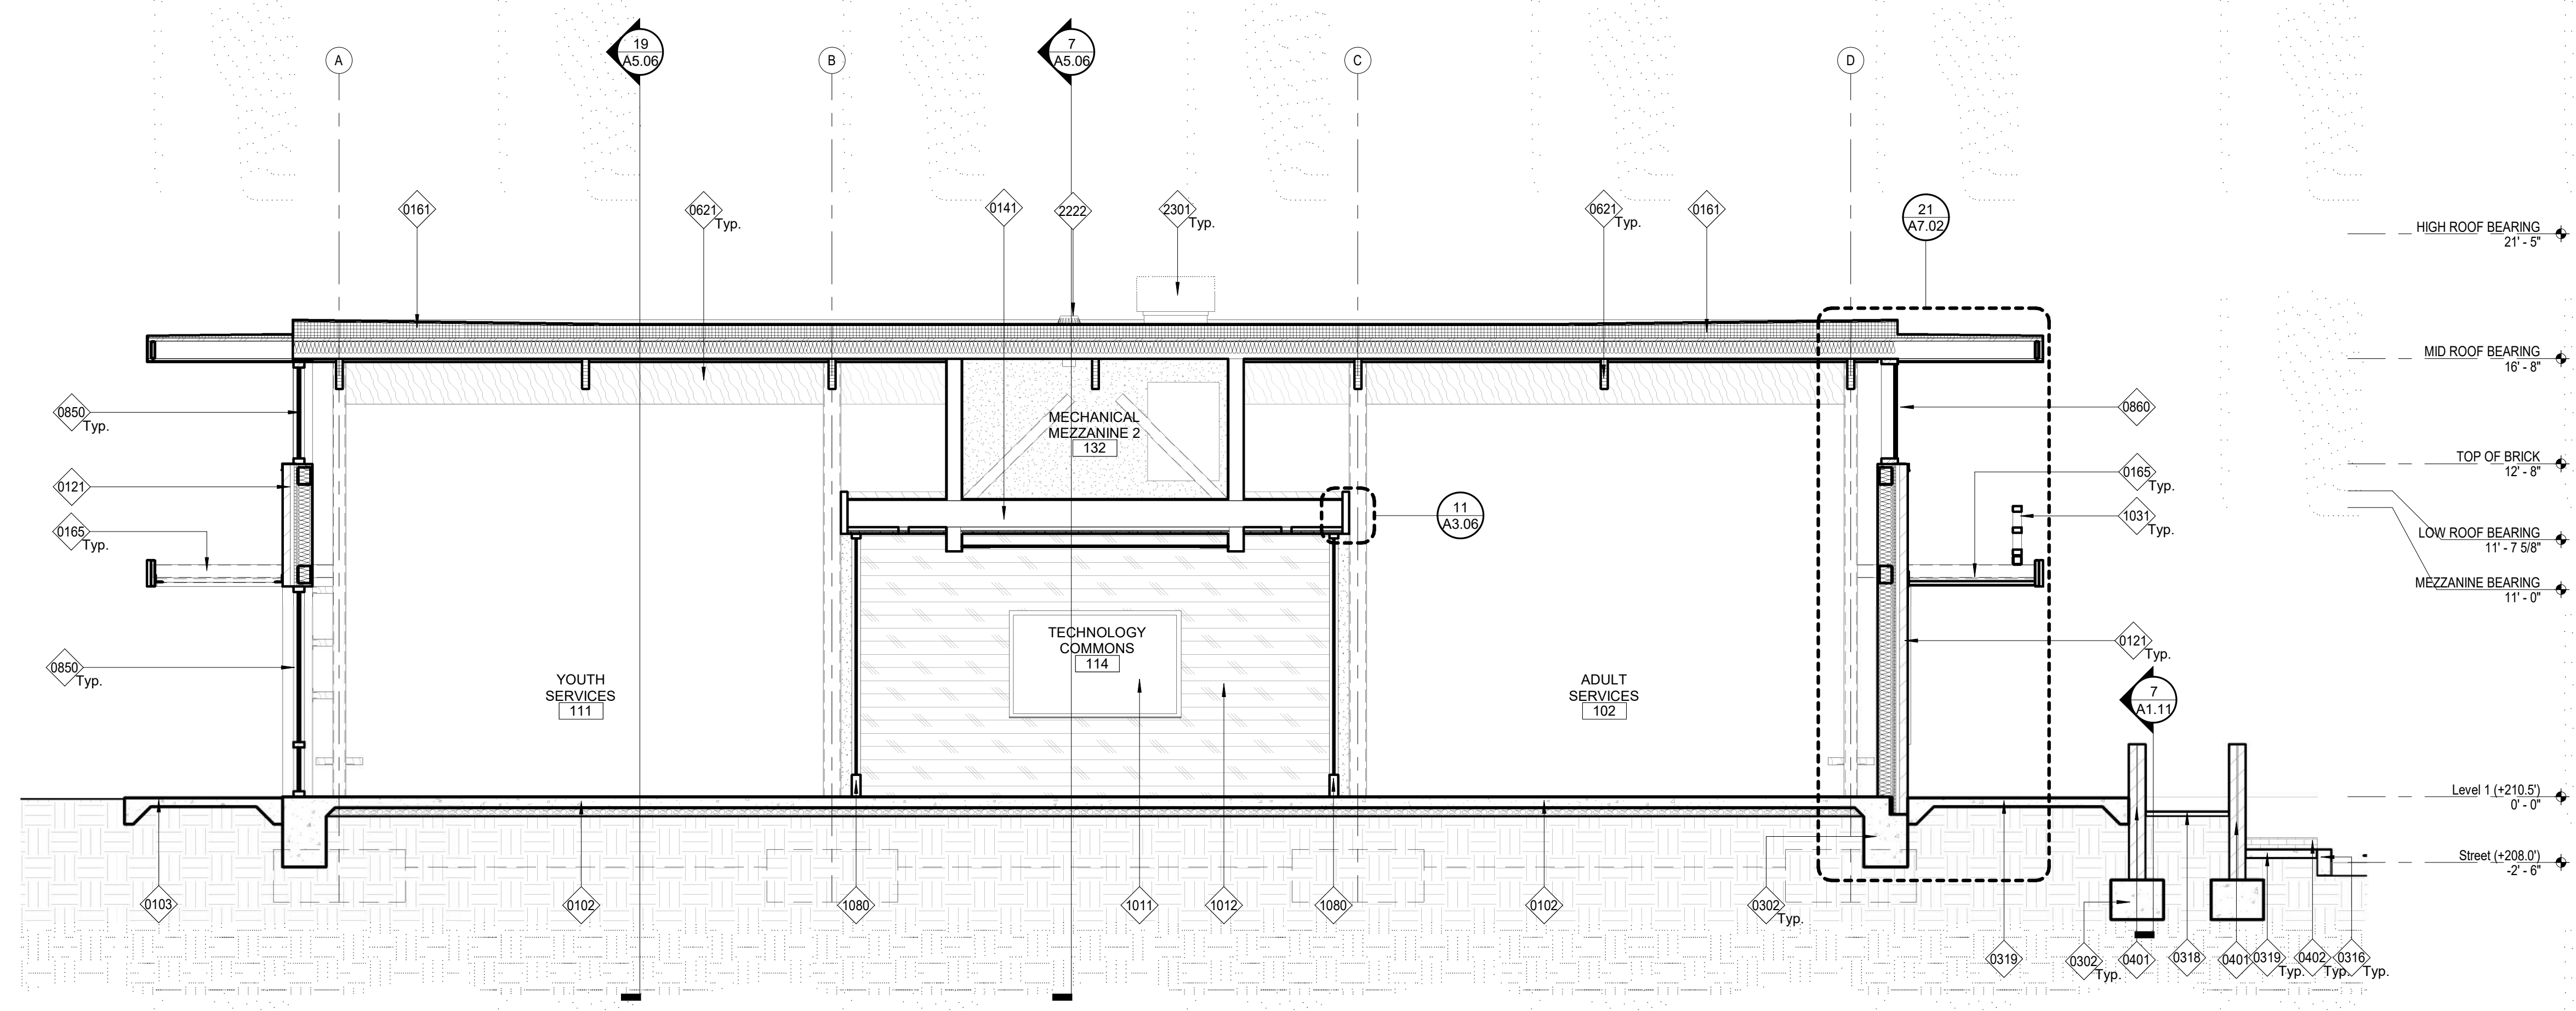 19
A5.06
7
A5.06
A
B
C
D
0161
0621
Typ.
0141
2222
2301
Typ.
0621
Typ.
0161
21
A7.02
HIGH ROOF BEARING
21' - 5"
MID ROOF BEARING
16' - 8"
0850
Typ.
MECHANICAL
MEZZANINE 2
132
0860
TOP OF BRICK
12' - 8"
0121
0165
Typ.
11
A3.06
1031
Typ.
0165
Typ.
LOW ROOF BEARING
11' - 7 5/8"
MEZZANINE BEARING
11' - 0"
TECHNOLOGY
COMMONS
114
0121
Typ.
0850
Typ.
YOUTH
SERVICES
111
ADULT
SERVICES
102
7
A1.11
Level 1 (+210.5')
0' - 0"
Street (+208.0')
-2' - 6"
0103
0102
1080
1011
1012
1080
0102
0302
Typ.
0319
0302
Typ.
0401
0318
0401
0319
Typ.
0402
Typ.
0316
Typ.